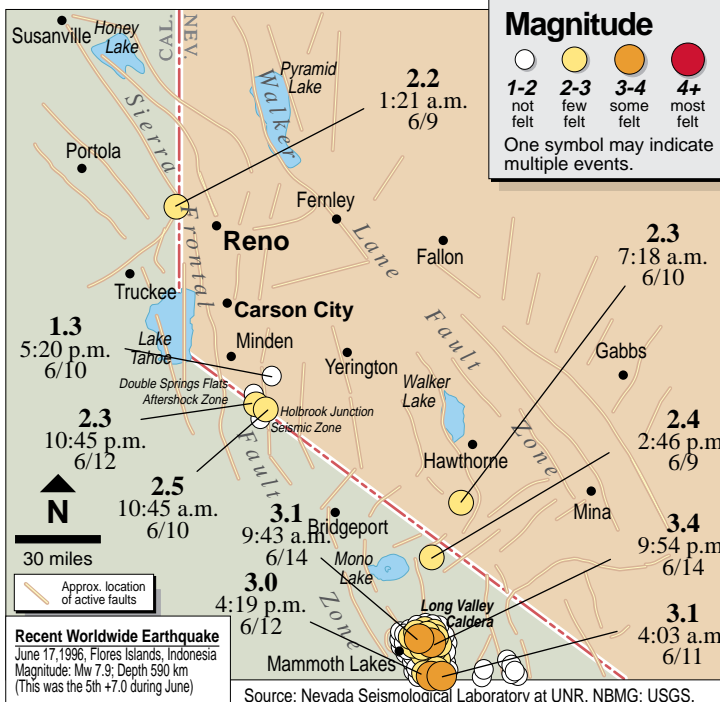 Magnitude
1-2 2-3 3-4 4+
not felt few felt some felt most felt
One symbol may indicate
multiple events.
Susanville
Honey
Lake
CAL.
NEV.
Pyramid
Lake
Walker
Lane
Fault
Zone
Sierra
Frontal
Fault
Zone
2.2
1:21 a.m.
6/9
Portola
Fernley
Reno
Fallon
2.3
7:18 a.m.
6/10
Truckee
Carson City
1.3
5:20 p.m.
6/10
Lake
Tahoe
Minden
Yerington
Gabbs
Double Springs Flats
Aftershock Zone
Walker
Lake
Holbrook Junction
Seismic Zone
2.3
10:45 p.m.
6/12
2.4
2:46 p.m
6/9
Hawthorne
2.5
10:45 a.m.
6/10
N
30 miles
3.1
9:43 a.m.
6/14
Bridgeport
Mina
3.4
9:54 p.m
6/14
Mono
Lake
Approx. location
of active faults
3.0
4:19 p.m.
6/12
Long Valley
Caldera
3.1
4:03 a.m
6/11
Mammoth Lakes
Recent Worldwide Earthquake
June 17,1996, Flores Islands, Indonesia
Magnitude: Mw 7.9; Depth 590 km
(This was the 5th +7.0 during June)
Source: Nevada Seismological Laboratory at UNR, NBMG; USGS.